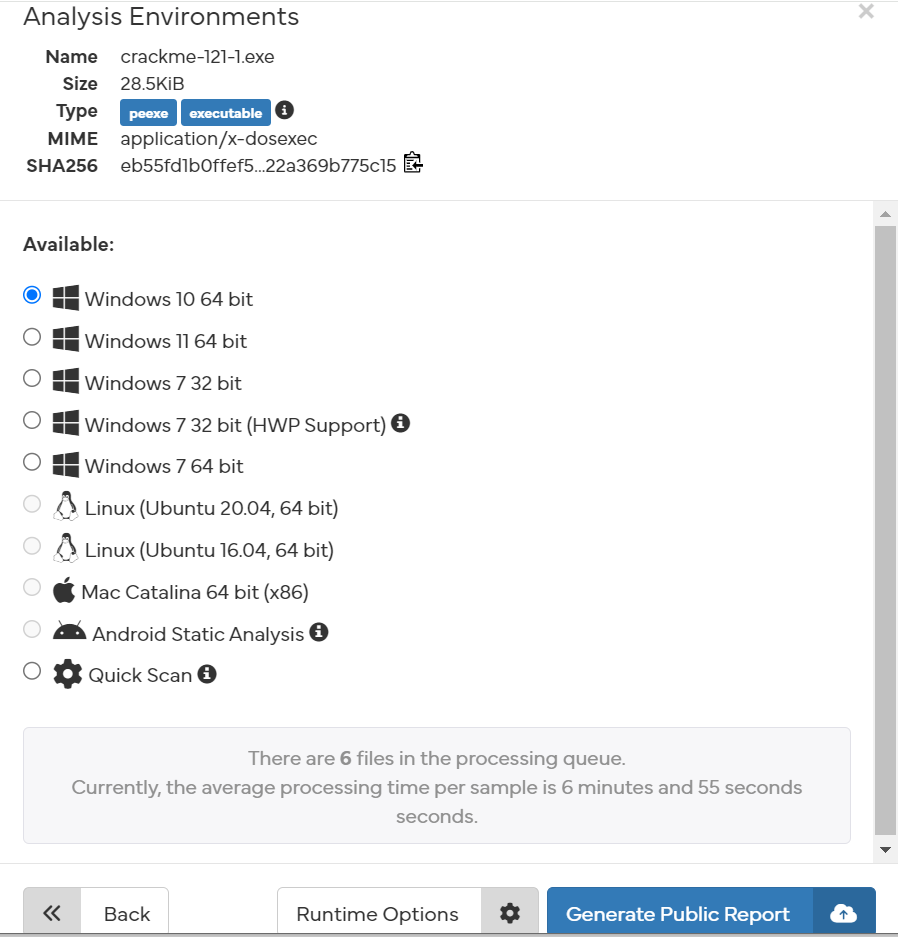 Analysis Environments
Name crackme-121-1.exe
Size 28.5KiB
Type peexe executable
MIME application/x-dosexec
SHA256 eb55fd1b0ffef5...22a369b775c15
Available:
Windows 10 64 bit
Windows 11 64 bit
Windows 7 32 bit
Windows 7 32 bit (HWP Support)
Windows 7 64 bit
Linux (Ubuntu 20.04, 64 bit)
Linux (Ubuntu 16.04, 64 bit)
Mac Catalina 64 bit (x86)
Android Static Analysis
Quick Scan
There are 6 files in the processing queue.
Currently, the average processing time per sample is 6 minutes and 55 seconds
seconds.
Back Runtime Options Generate Public Report